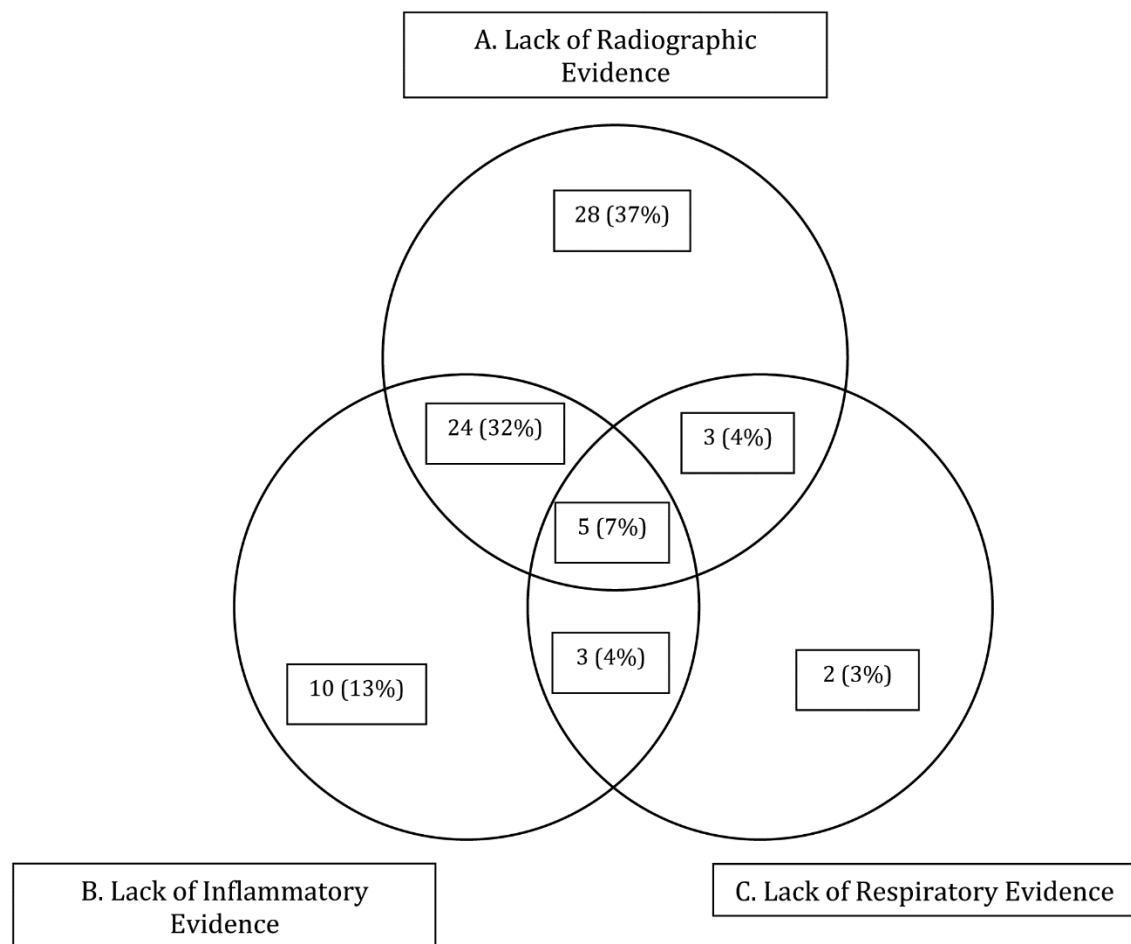 A. Lack of Radiographic
Evidence
28 (37%)
24 (32%)
3 (4%)
5 (7%)
3 (4%)
10 (13%)
2 (3%)
B. Lack of Inflammatory
Evidence
C. Lack of Respiratory Evidence